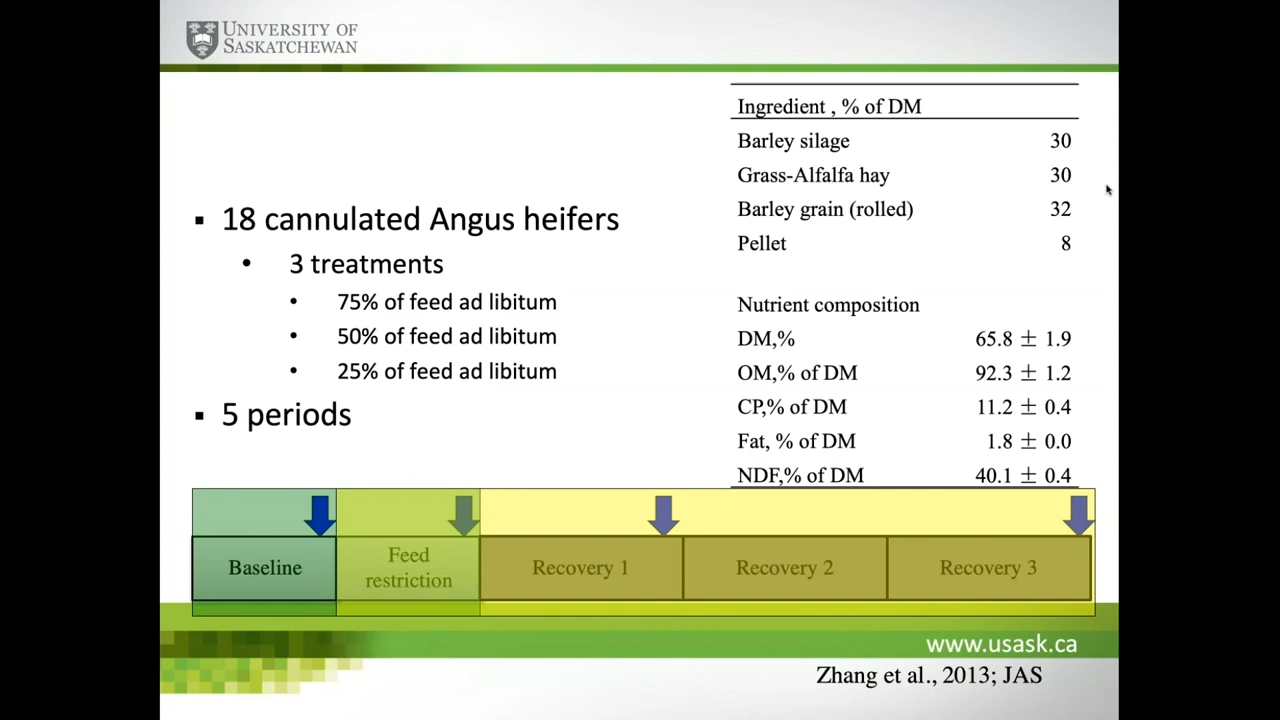 UNIVERSITY OF
SASKATCHEWAN
▪ 18 cannulated Angus heifers
• 3 treatments
• 75% of feed ad libitum
• 50% of feed ad libitum
• 25% of feed ad libitum
▪ 5 periods
Ingredient , % of DM
Barley silage 30
Grass-Alfalfa hay 30
Barley grain (rolled) 32
Pellet 8
Nutrient composition
DM,% 65.8 ± 1.9
OM,% of DM 92.3 ± 1.2
CP,% of DM 11.2 ± 0.4
Fat, % of DM 1.8 ± 0.0
NDF,% of DM 40.1 ± 0.4
Baseline
Feed
restriction
Recovery 1
Recovery 2
Recovery 3
www.usask.ca
Zhang et al., 2013; JAS